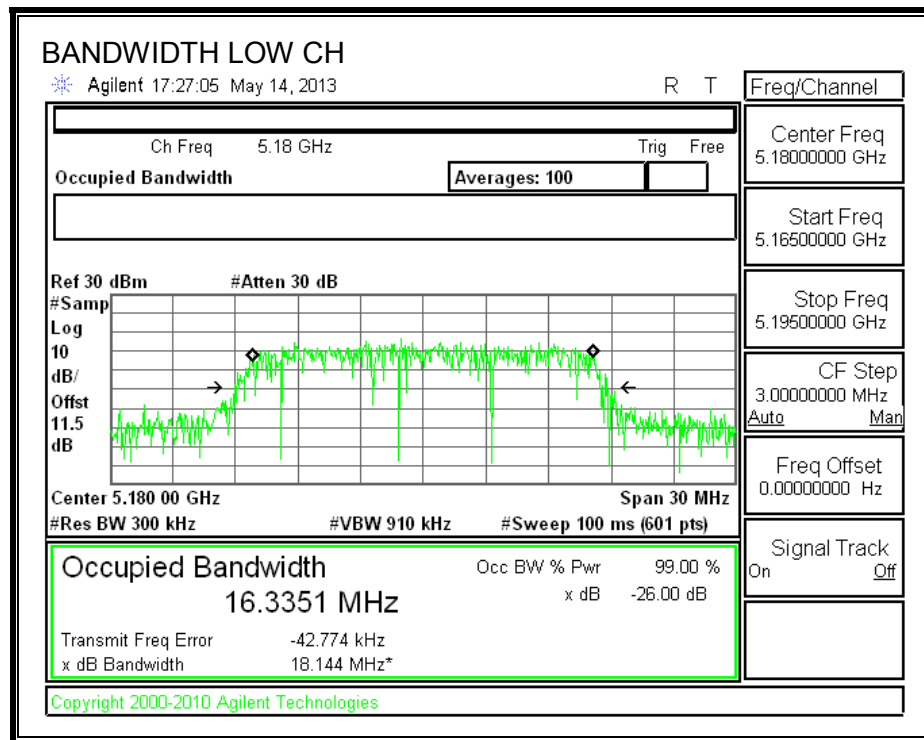 BANDWIDTH LOW CH
Agilent 17:27:05 May 14, 2013 R T
Freq/Channel
Ch Freq 5.18 GHz Trig Free
Occupied Bandwidth Averages: 100
Center Freq
5.18000000 GHz
Start Freq
5.16500000 GHz
Stop Freq
5.19500000 GHz
CF Step
3.00000000 MHz
Auto Man
Freq Offset
0.00000000 Hz
Signal Track
On Off
Ref 30 dBm #Atten 30 dB
#Samp
Log
10
dB/
Offst
11.5
dB
Center 5.180 00 GHz Span 30 MHz
#Res BW 300 kHz #VBW 910 kHz #Sweep 100 ms (601 pts)
Occupied Bandwidth Occ BW % Pwr 99.00 %
16.3351 MHz x dB -26.00 dB
Transmit Freq Error -42.774 kHz
x dB Bandwidth 18.144 MHz*
Copyright 2000-2010 Agilent Technologies